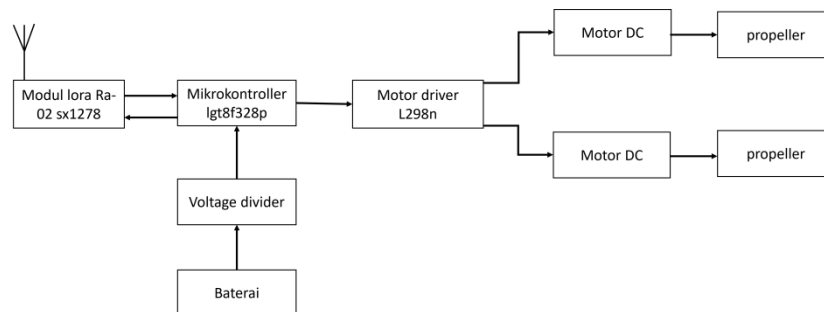 Motor DC
propeller
Modul lora Ra-
02 sx1278
Mikrokontroller
lgt8f328p
Motor driver
L298n
Motor DC
propeller
Voltage divider
Baterai